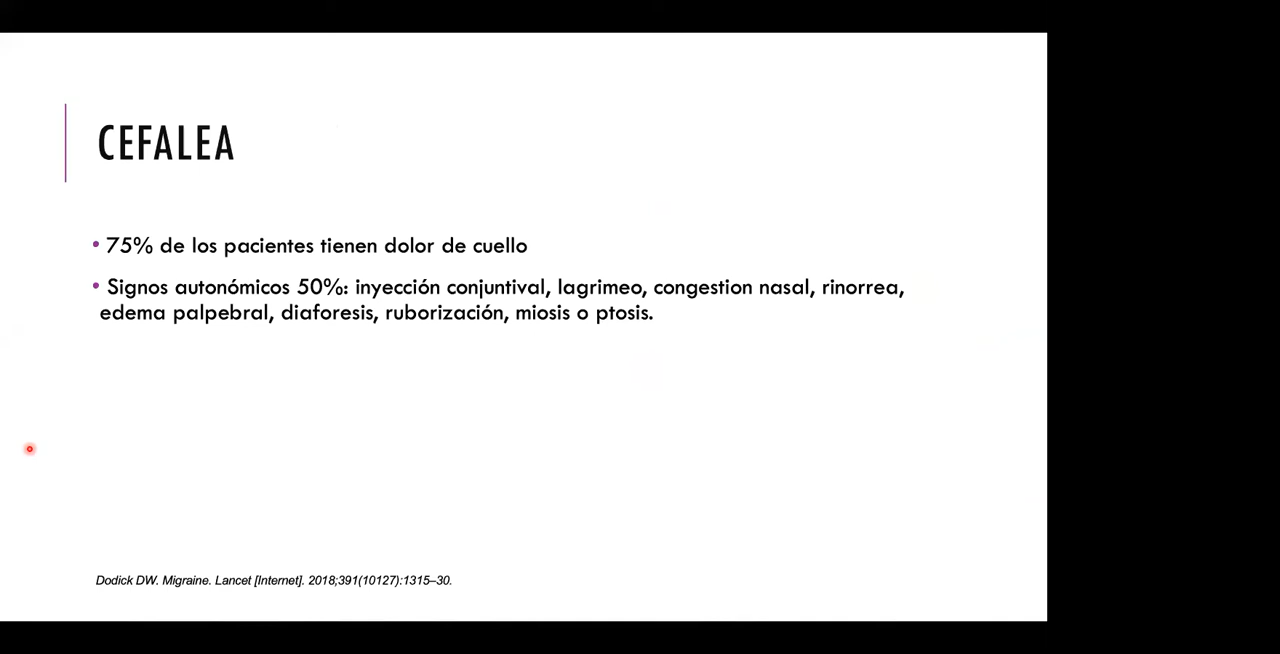 CEFALEA
• 75% de los pacientes tienen dolor de cuello
• Signos autonómicos 50%: inyección conjuntival, lagrimeo, congestion nasal, rinorrea,
edema palpebral, diaforesis, ruborización, miosis o ptosis.
Dodick DW. Migraine. Lancet [Internet]. 2018;391(10127):1315–30.